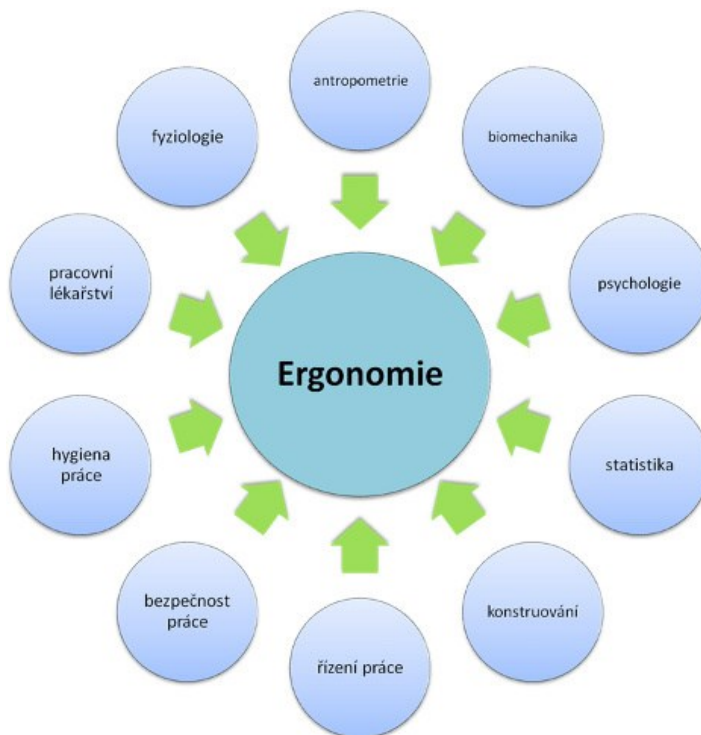 antropometrie
biomechanika
psychologie
statistika
konstruování
řízení práce
bezpečnost
práce
hygiena
práce
pracovní
lékařství
fyziologie
Ergonomie